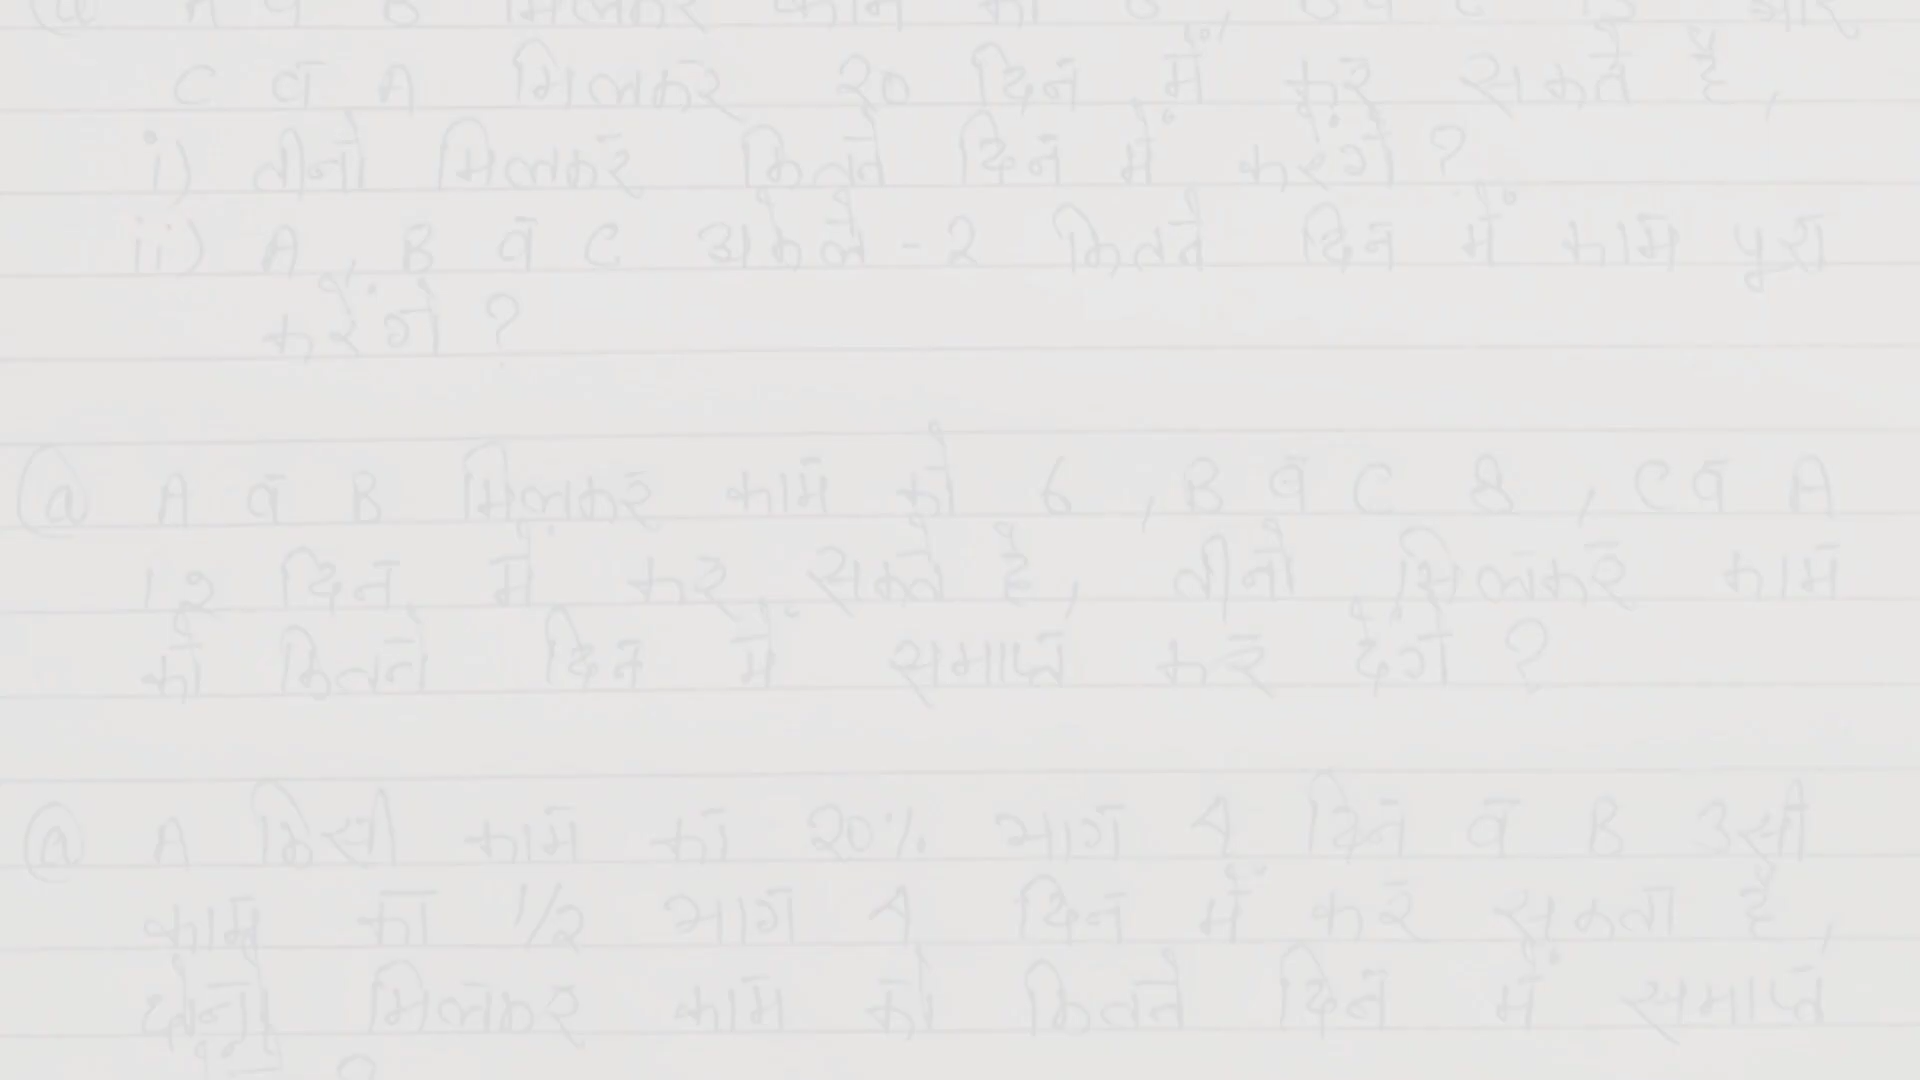 A व B मिलकर काम को
C व A मिलकर 20 दिन में कर सकते हैं,
i) तीनों मिलकर कितने दिन में करेंगे ?
ii) A, B व C अकेले-2 कितने दिन में काम पूरा
करेंगे ?
@ A व B मिलकर काम को 6, B व C 8, C व A
12 दिन में कर सकते हैं, तीनों मिलकर काम
को कितने दिन में समाप्त कर देंगे ?
@ A किसी काम का 20% भाग 4 दिन व B उसी
काम का 1/2 भाग 4 दिन में कर सकता है,
दोनों मिलकर काम को कितने दिन में समाप्त